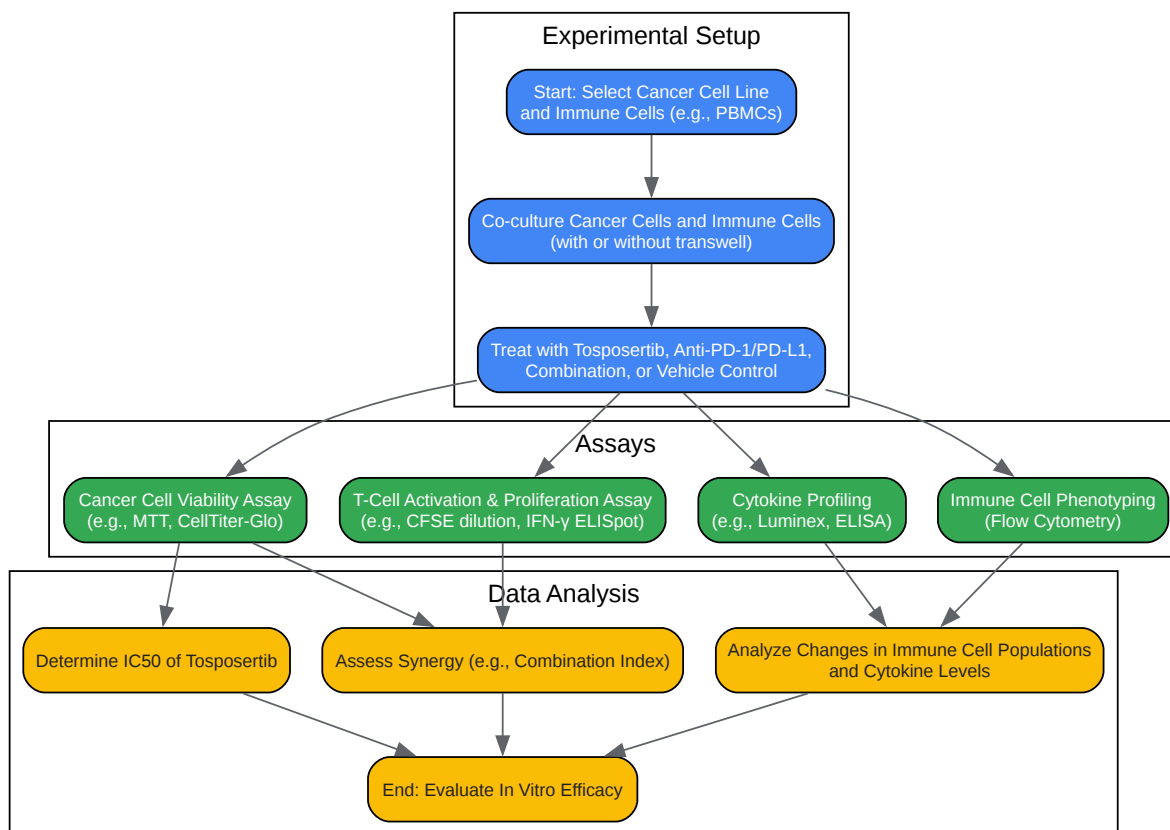 Experimental Setup
Start: Select Cancer Cell Line
and Immune Cells (e.g., PBMCs)
Co-culture Cancer Cells and Immune Cells
(with or without transwell)
Treat with Tosposertib, Anti-PD-1/PD-L1,
Combination, or Vehicle Control
Assays
Cancer Cell Viability Assay
(e.g., MTT, CellTiter-Glo)
T-Cell Activation & Proliferation Assay
(e.g., CFSE dilution, IFN-γ ELISpot)
Cytokine Profiling
(e.g., Luminex, ELISA)
Immune Cell Phenotyping
(Flow Cytometry)
Data Analysis
Determine IC50 of Tosposertib
Assess Synergy (e.g., Combination Index)
Analyze Changes in Immune Cell Populations
and Cytokine Levels
End: Evaluate In Vitro Efficacy